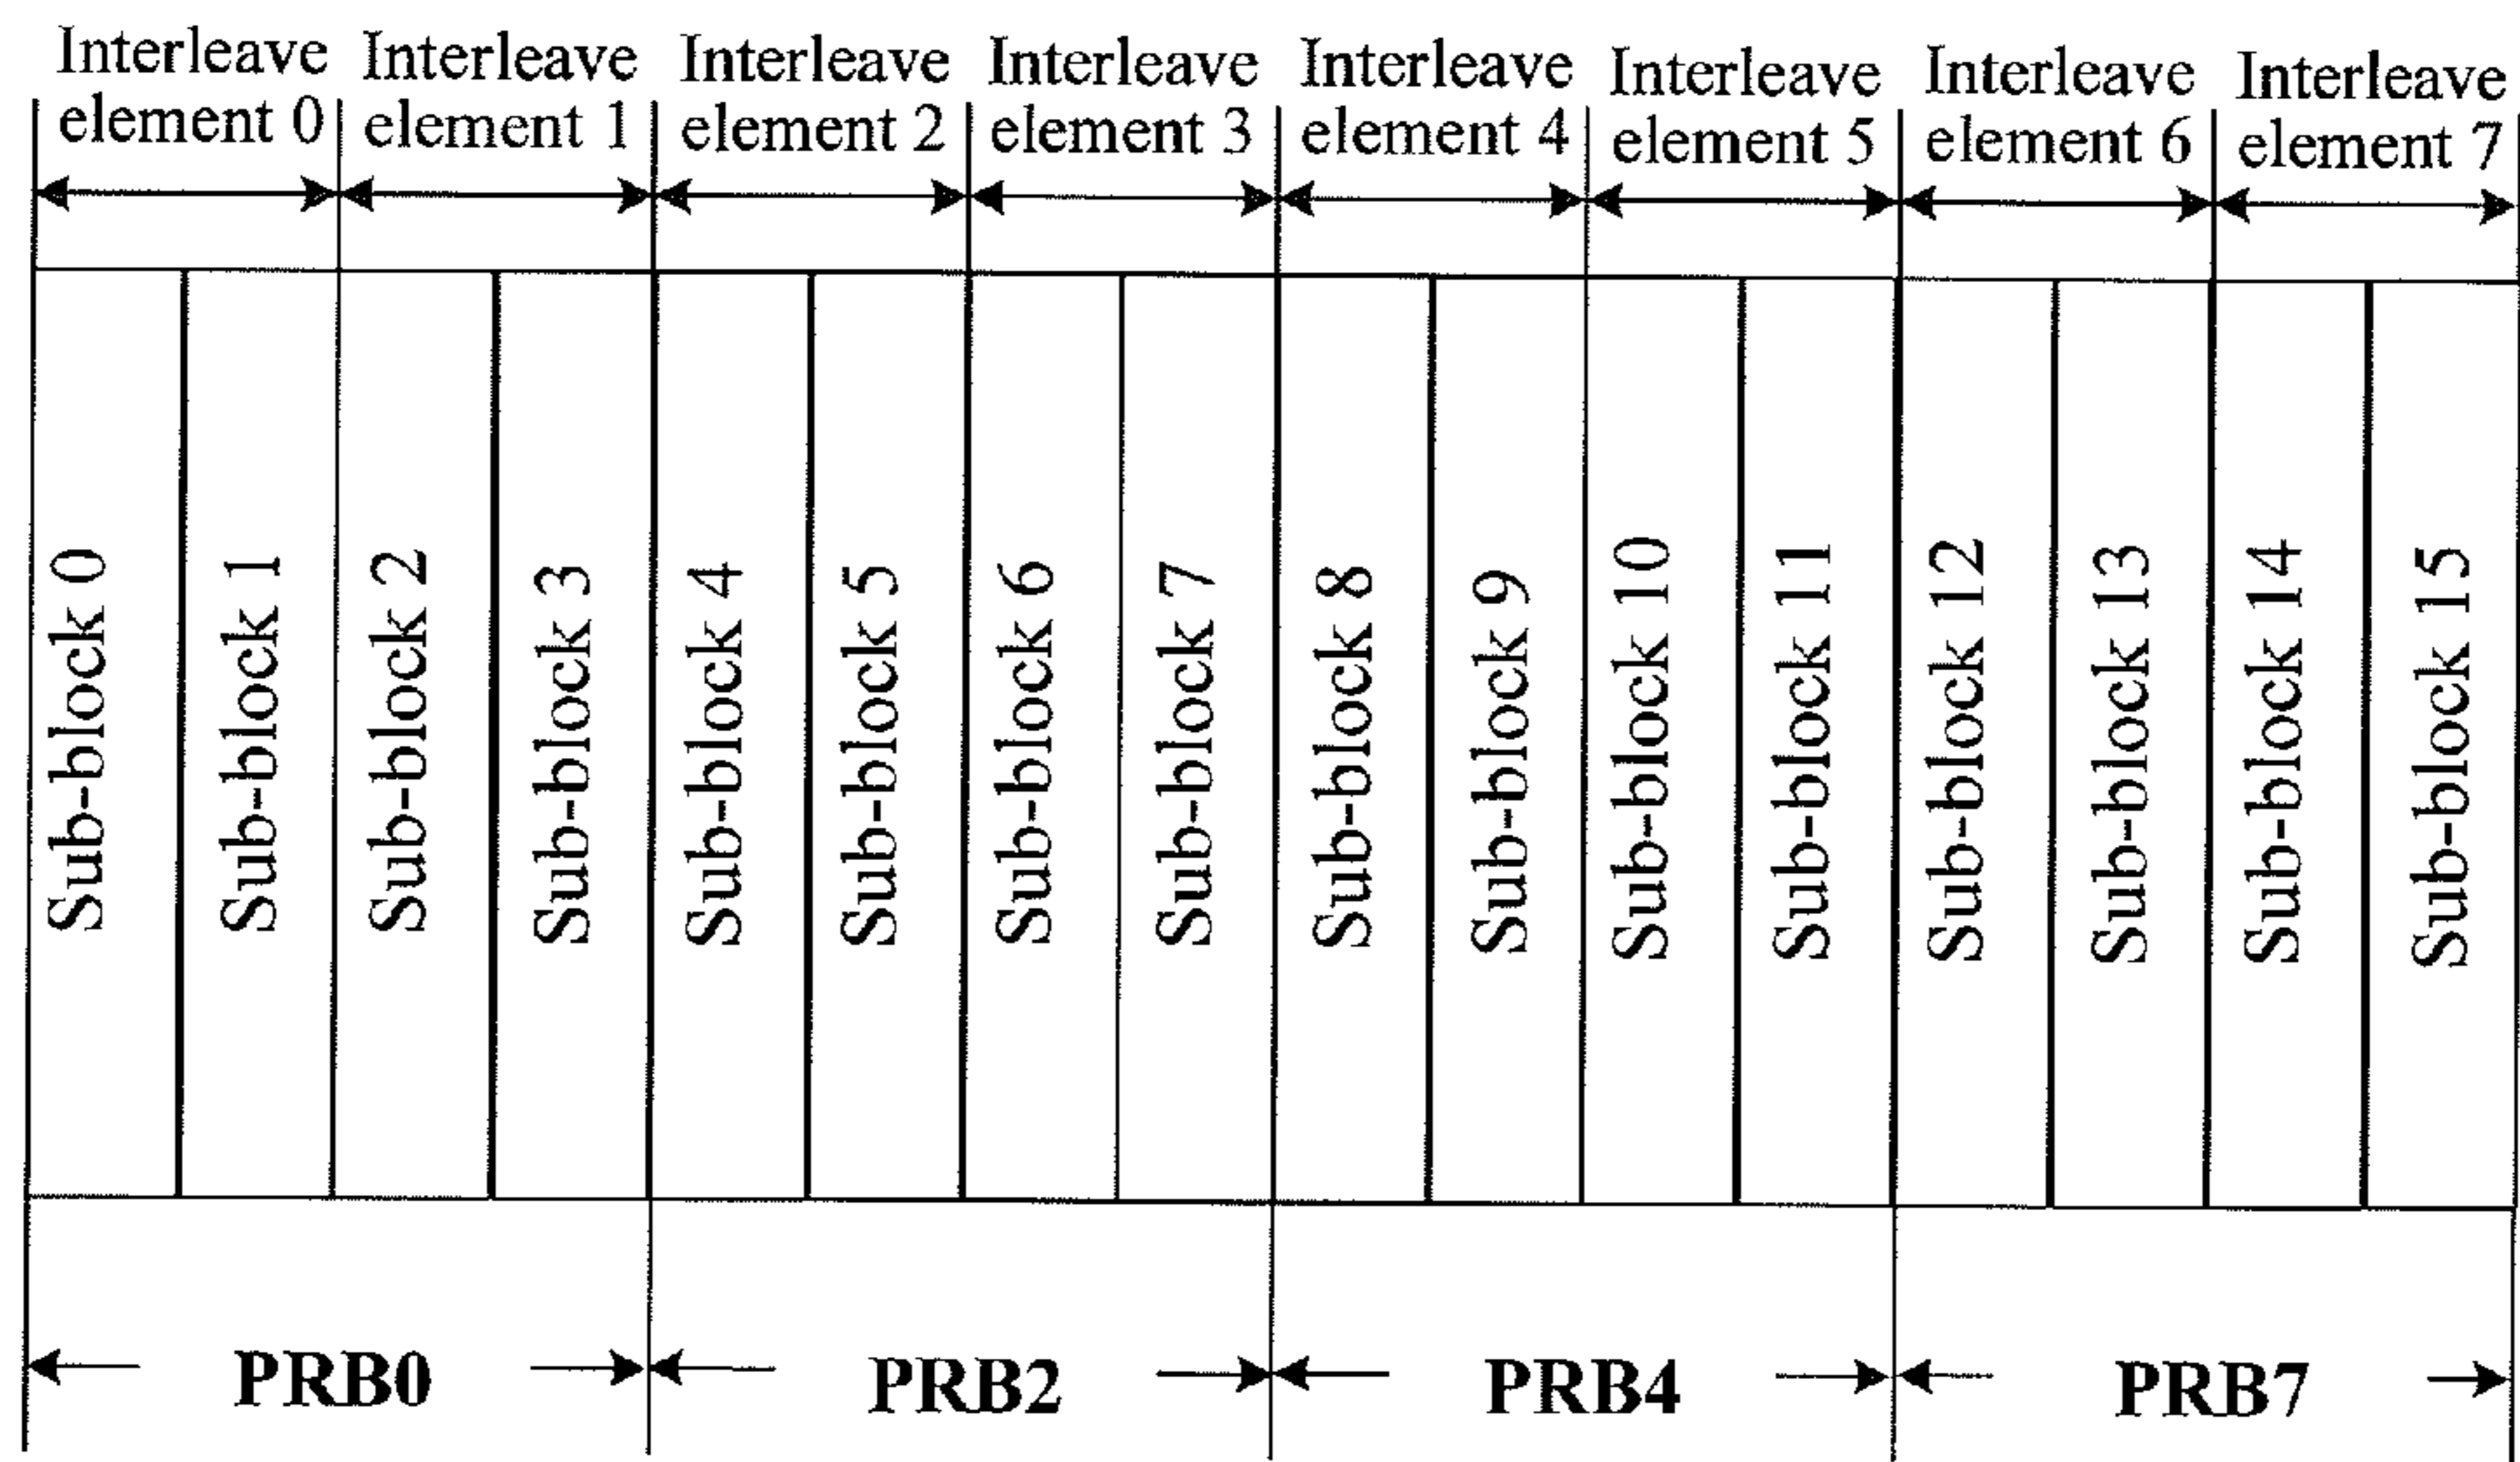 Interleave
element 0
Interleave
element 1
Interleave
element 2
Interleave
element 3
Interleave
element 4
Interleave
element 5
Interleave
element 6
Interleave
element 7
Sub-block 0
Sub-block 1
Sub-block 2
Sub-block 3
Sub-block 4
Sub-block 5
Sub-block 6
Sub-block 7
Sub-block 8
Sub-block 9
Sub-block 10
Sub-block 11
Sub-block 12
Sub-block 13
Sub-block 14
Sub-block 15
PRB0
PRB2
PRB4
PRB7